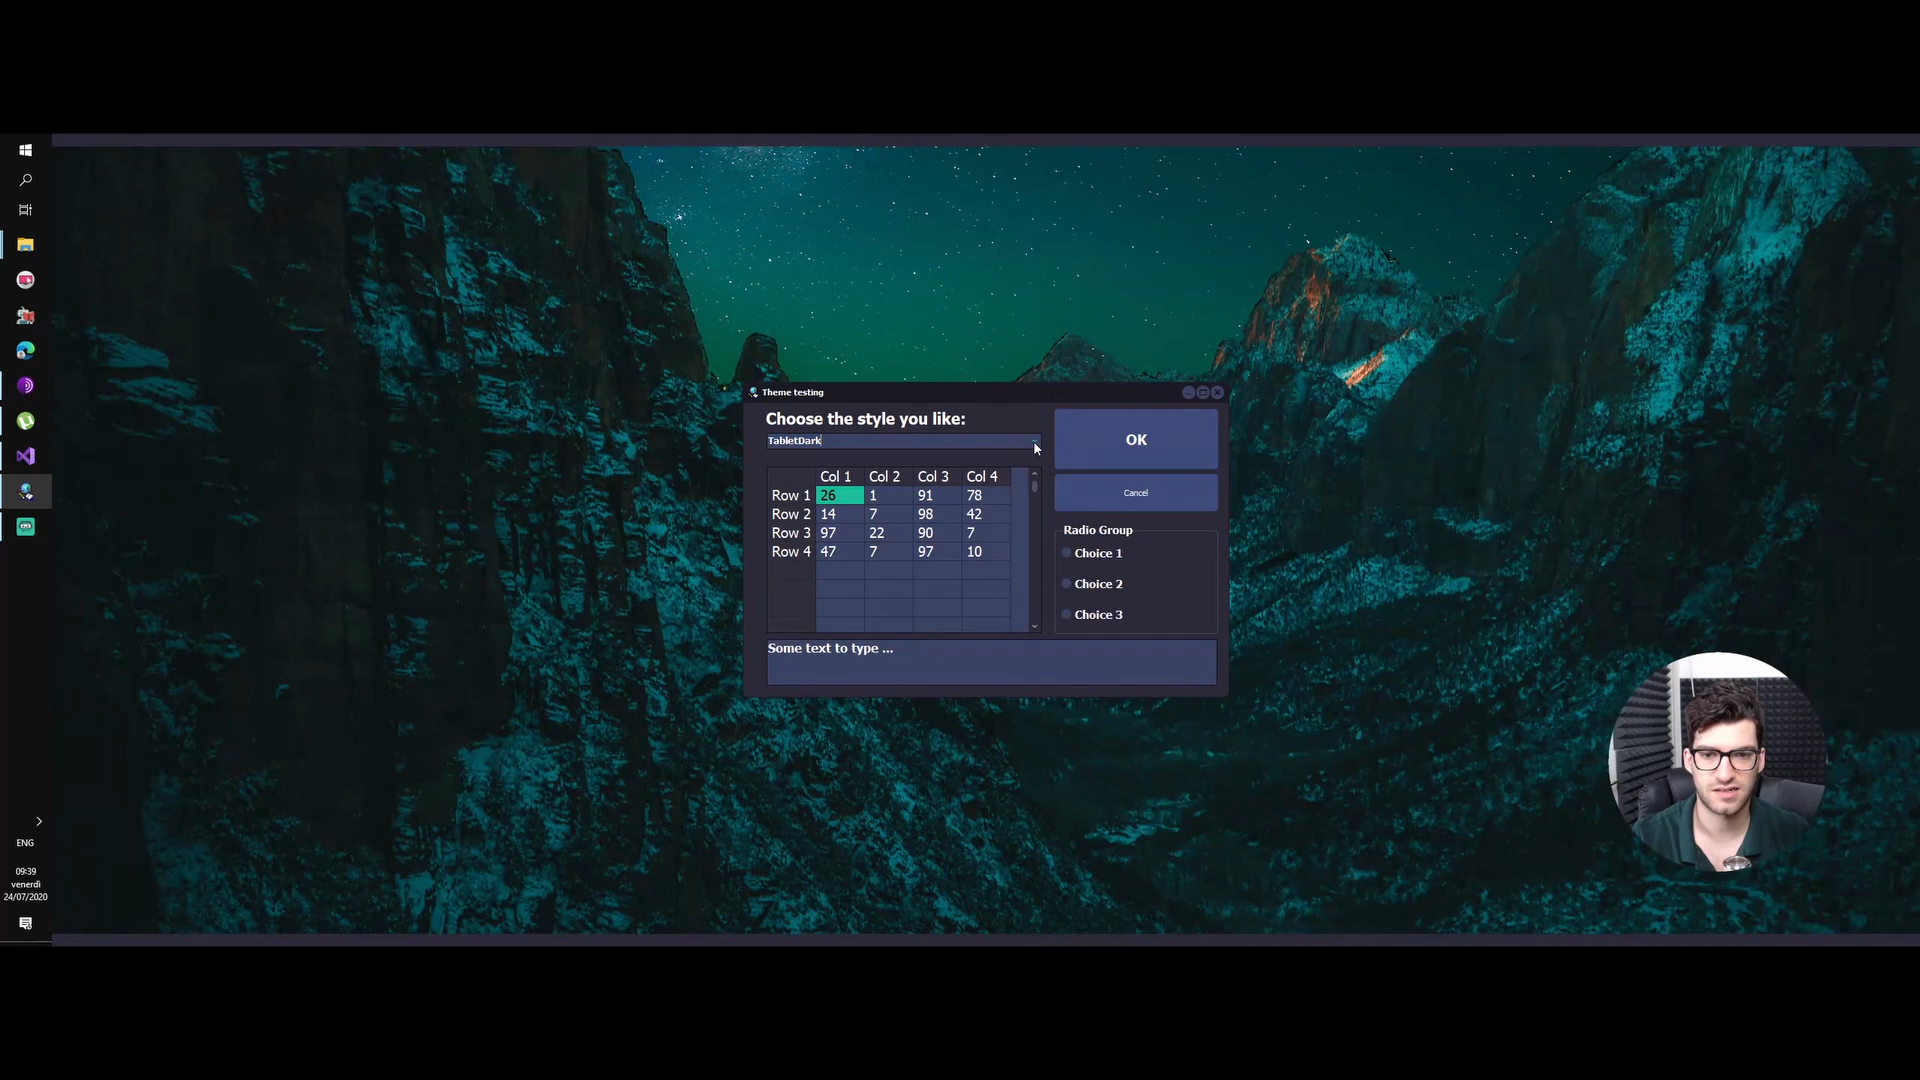 Theme testing
Choose the style you like:
TabletDark
OK
Col 1 Col 2 Col 3 Col 4
Row 1 26 1 91 78
Row 2 14 7 98 42
Row 3 97 22 90 7
Row 4 47 7 97 10
Cancel
Radio Group
Choice 1
Choice 2
Choice 3
Some text to type ...
ENG
09:39
venerdì
24/07/2020